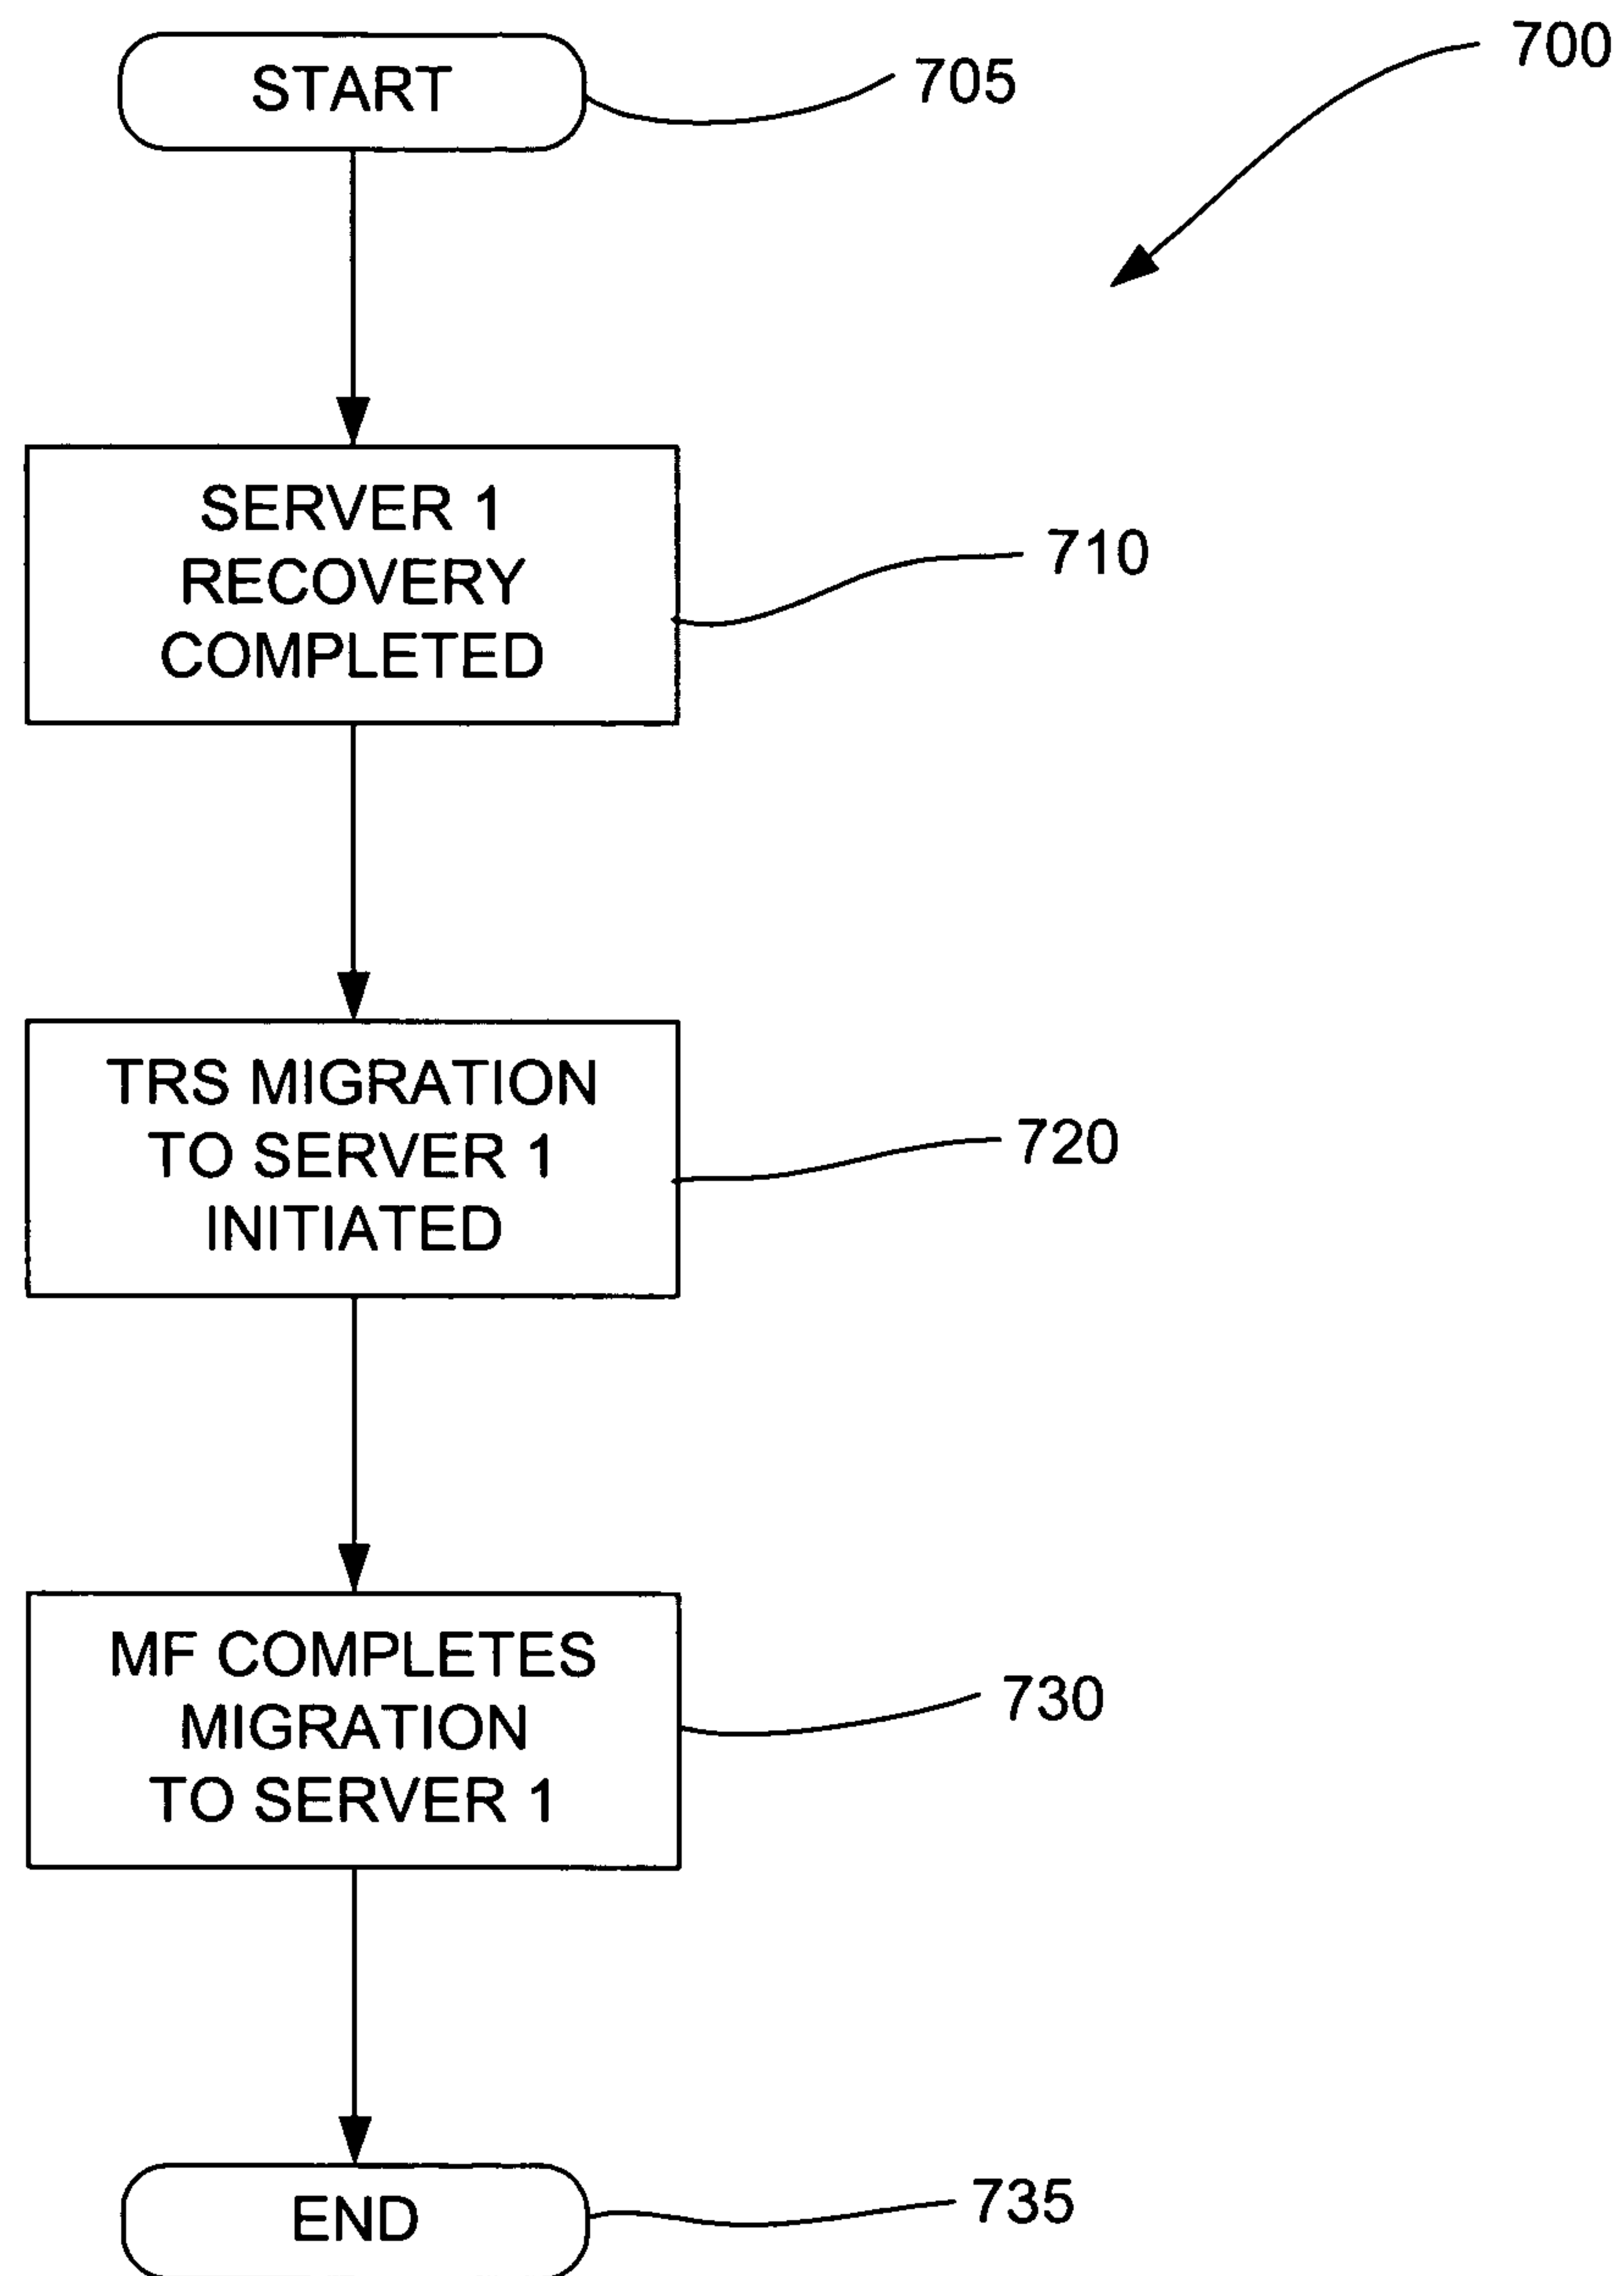 700
START
705
SERVER 1
RECOVERY
COMPLETED
710
TRS MIGRATION
TO SERVER 1
INITIATED
720
MF COMPLETES
MIGRATION
TO SERVER 1
730
END
735